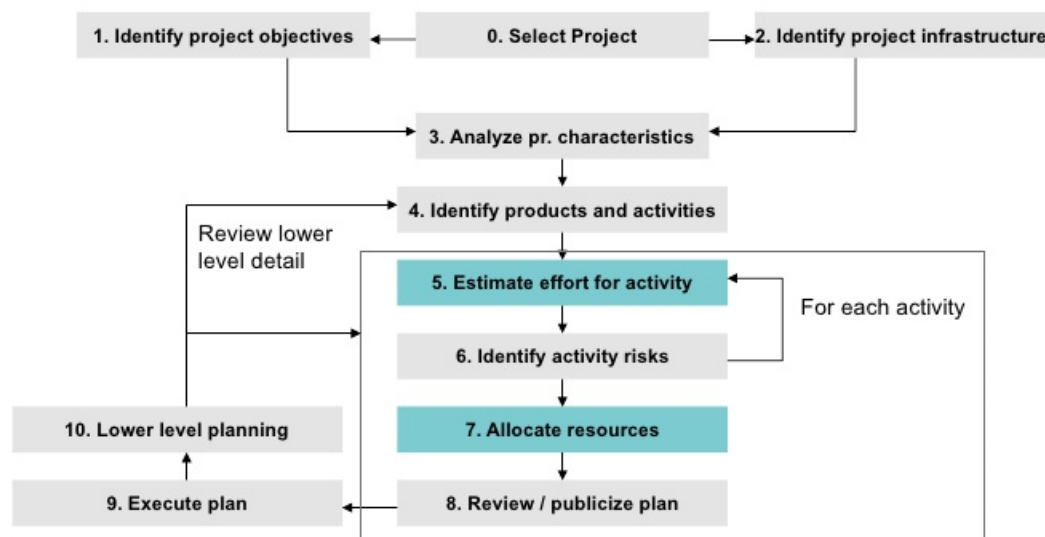 1. Identify project objectives
0. Select Project
2. Identify project infrastructure
3. Analyze pr. characteristics
4. Identify products and activities
Review lower
level detail
5. Estimate effort for activity
For each activity
6. Identify activity risks
7. Allocate resources
10. Lower level planning
9. Execute plan
8. Review / publicize plan